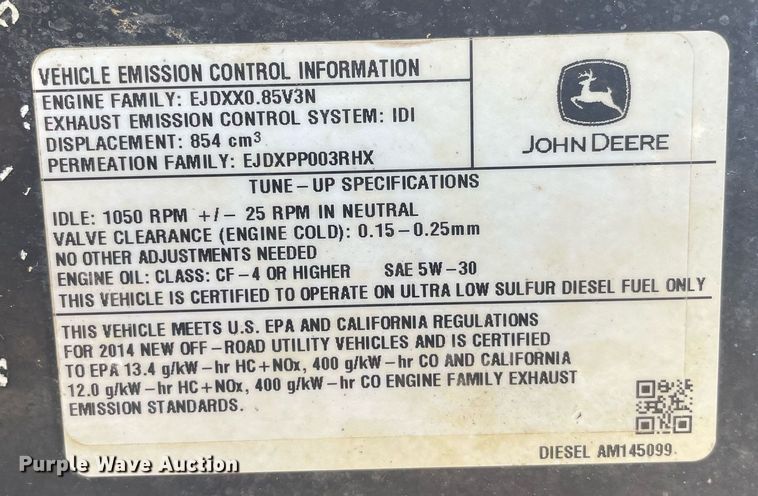 VEHICLE EMISSION CONTROL INFORMATION
ENGINE FAMILY: EJDXX0.85V3N
EXHAUST EMISSION CONTROL SYSTEM: IDI
DISPLACEMENT: 854 cm³
PERMEATION FAMILY: EJDXPP003RHX
JOHN DEERE
TUNE-UP SPECIFICATIONS
IDLE: 1050 RPM +/- 25 RPM IN NEUTRAL
VALVE CLEARANCE (ENGINE COLD): 0.15-0.25mm
NO OTHER ADJUSTMENTS NEEDED
ENGINE OIL: CLASS: CF-4 OR HIGHER SAE 5W-30
THIS VEHICLE IS CERTIFIED TO OPERATE ON ULTRA LOW SULFUR DIESEL FUEL ONLY
THIS VEHICLE MEETS U.S. EPA AND CALIFORNIA REGULATIONS
FOR 2014 NEW OFF-ROAD UTILITY VEHICLES AND IS CERTIFIED
TO EPA 13.4 g/kW-hr HC+NOx, 400 g/kW-hr CO AND CALIFORNIA
12.0 g/kW-hr HC+NOx, 400 g/kW-hr CO ENGINE FAMILY EXHAUST
EMISSION STANDARDS.
DIESEL AM145099
Purple Wave Auction